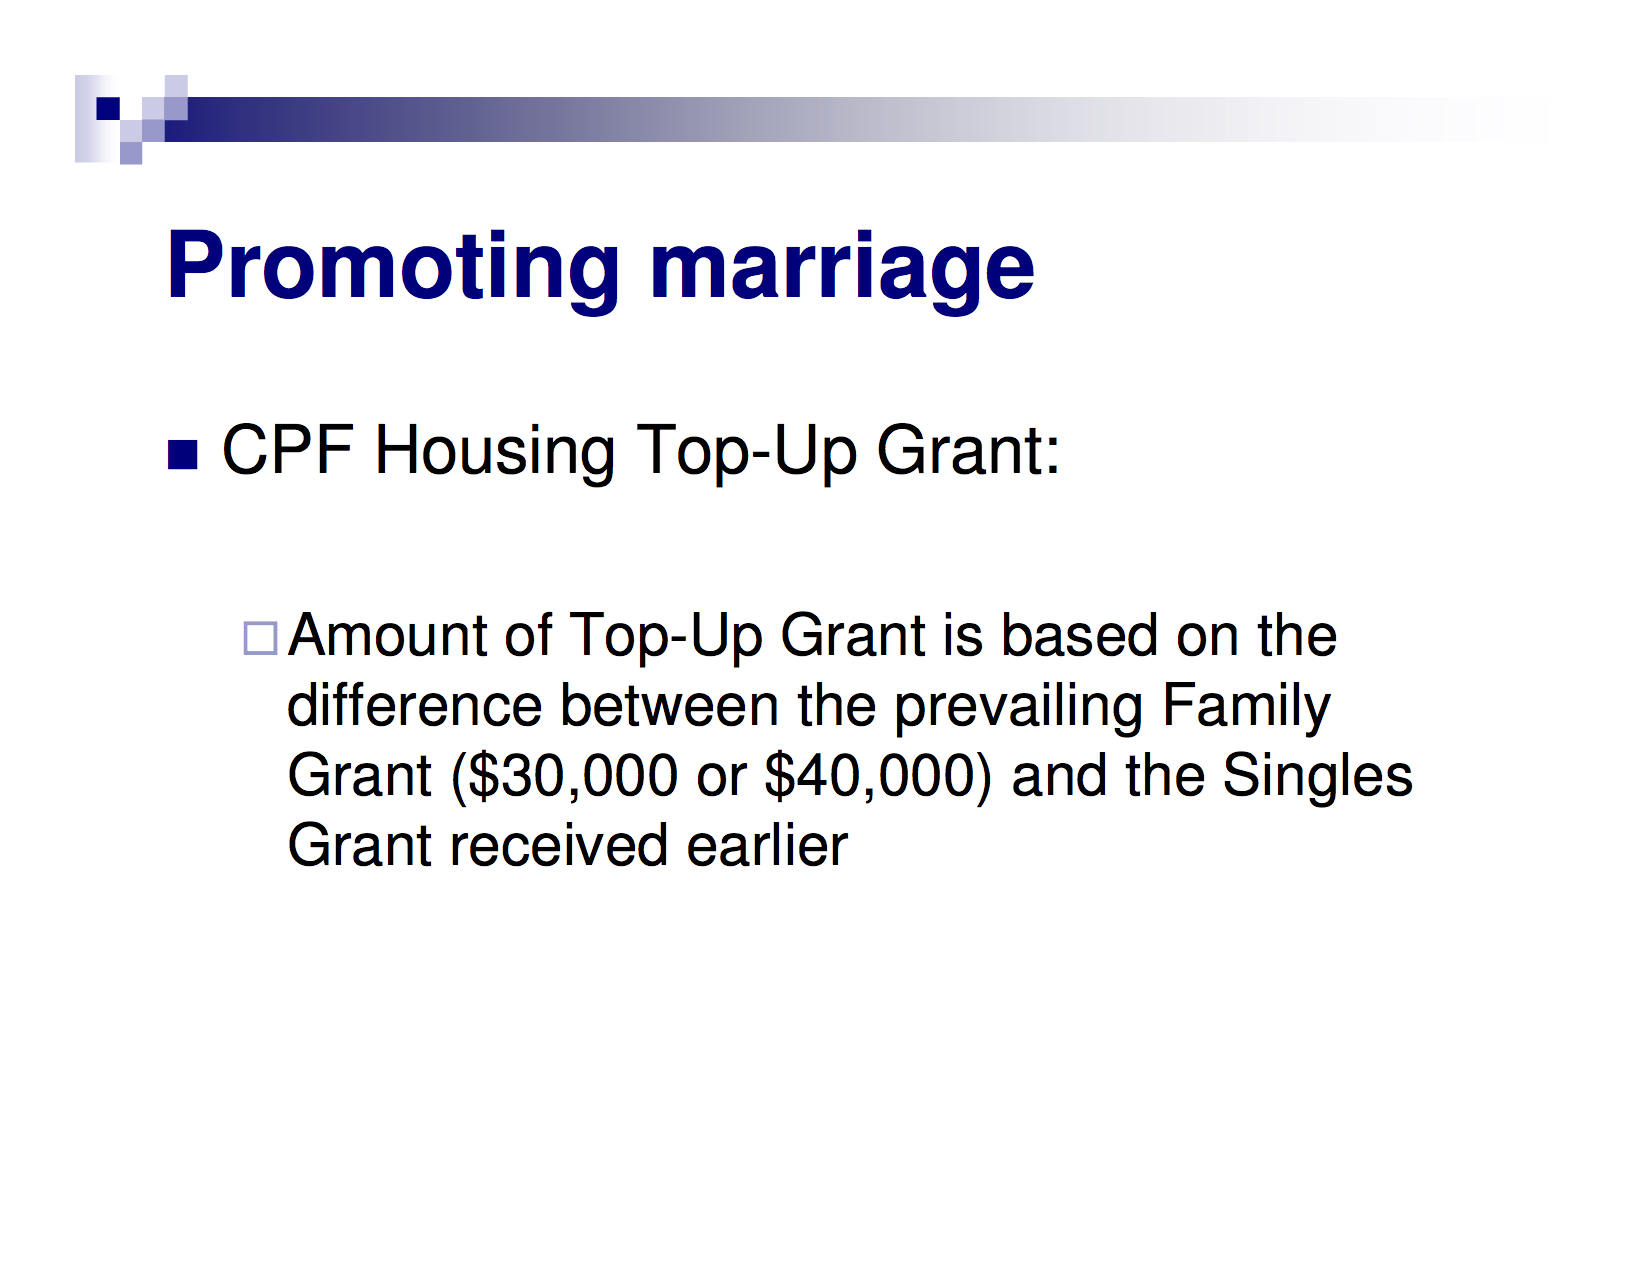 Promoting marriage
CPF Housing Top-Up Grant:
Amount of Top-Up Grant is based on the
difference between the prevailing Family
Grant ($30,000 or $40,000) and the Singles
Grant received earlier